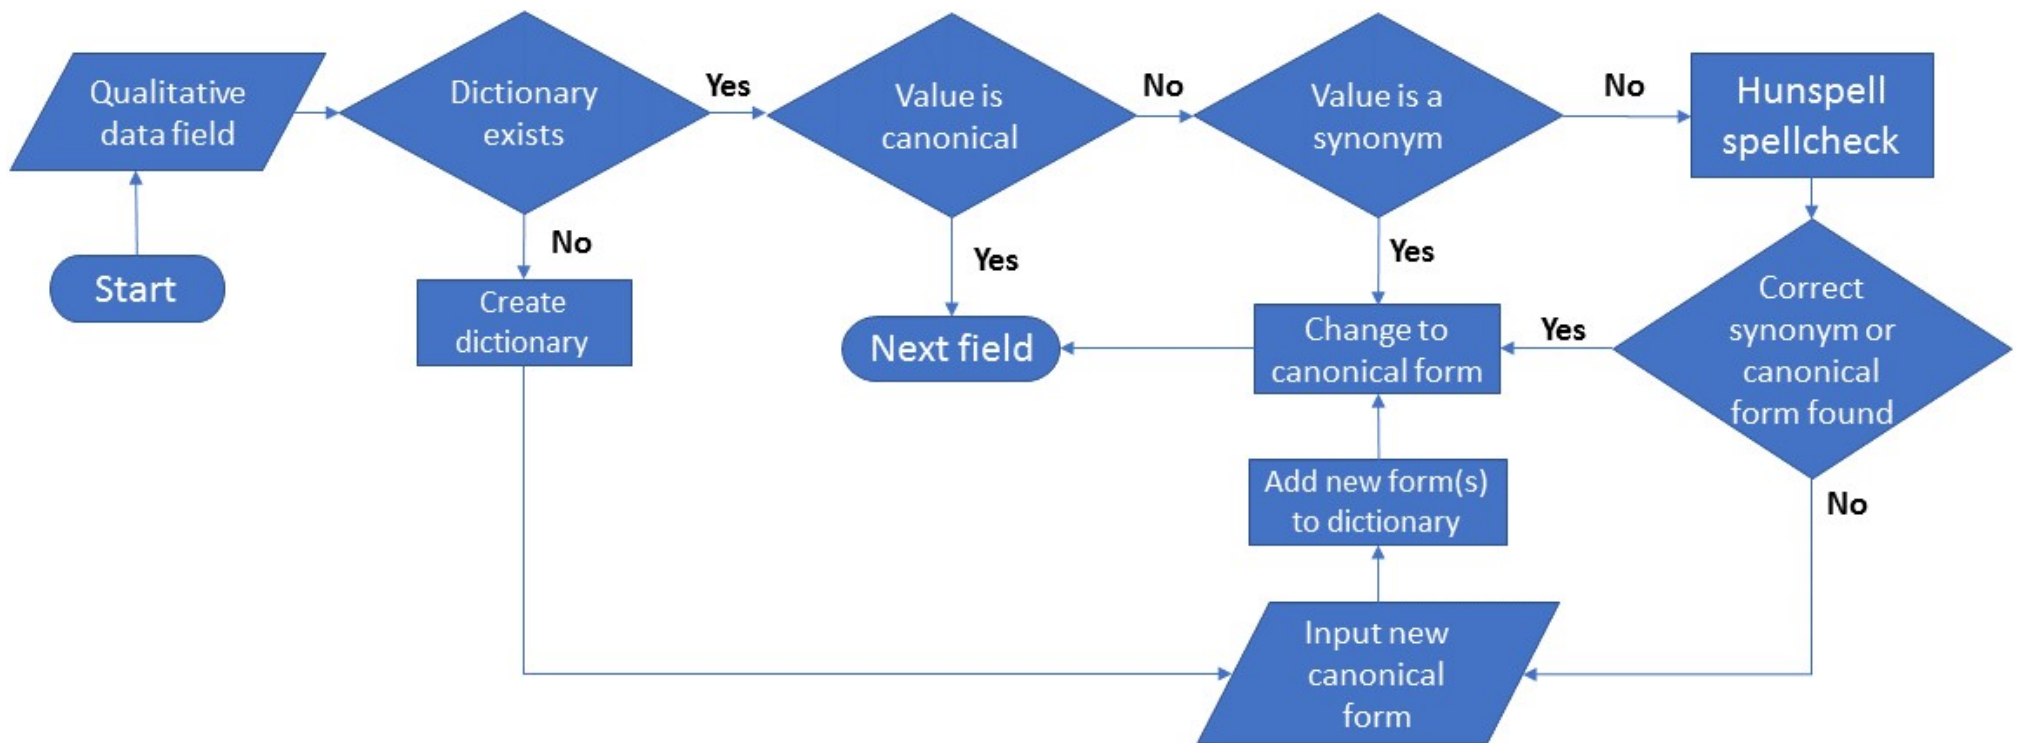 Qualitative
data field
Start
Dictionary
exists
Yes
No
Create
dictionary
Value is
canonical
No
Yes
Next field
Value is a
synonym
No
Yes
Hunspell
spellcheck
Correct
synonym or
canonical
form found
Yes
No
Change to
canonical form
Add new form(s)
to dictionary
Input new
canonical
form